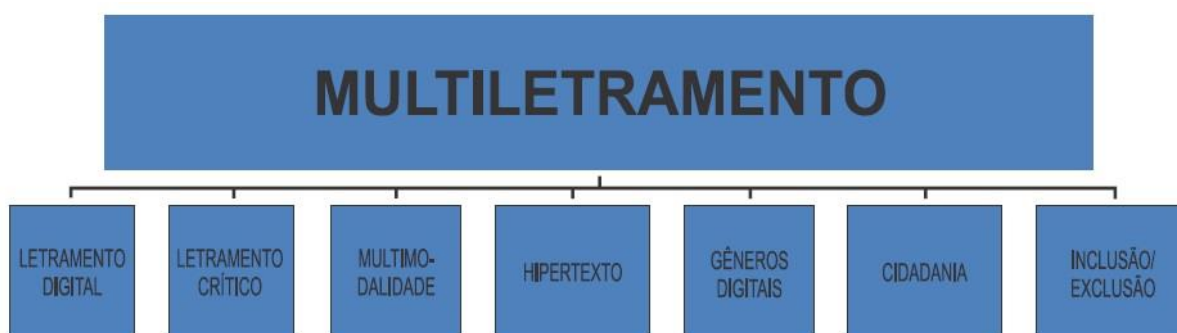 MULTILETRAMENTO
LETRAMENTO
DIGITAL
LETRAMENTO
CRÍTICO
MULTIMO-
DALIDADE
HIPERTEXTO
GÊNEROS
DIGITAIS
CIDADANIA
INCLUSÃO/
EXCLUSÃO